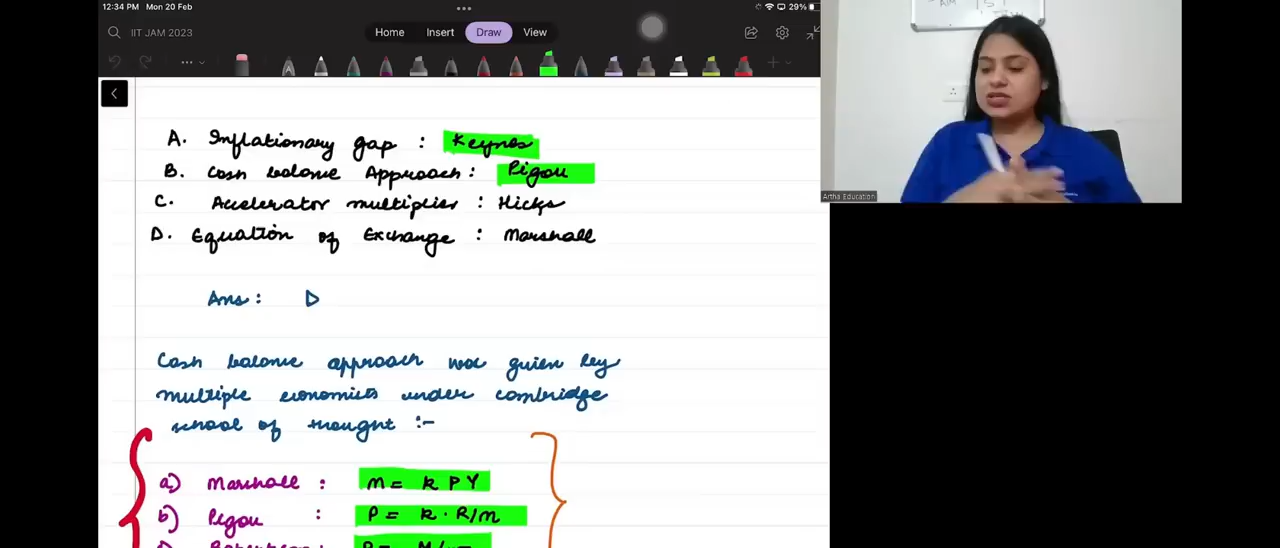 12:34 PM Mon 20 Feb
29%
IIT JAM 2023
Home Insert Draw View
AM
Artha Education
A. Inflationary gap : Keynes
B. Cash balance Approach : Pigou
C. Accelerator multiplier : Hicks
D. Equation of Exchange : Marshall
Ans : D
Cash balance approach was given by
multiple economists under cambridge
school of thought :-
a) Marshall : M = k P Y
b) Pigou : P = k . R/M